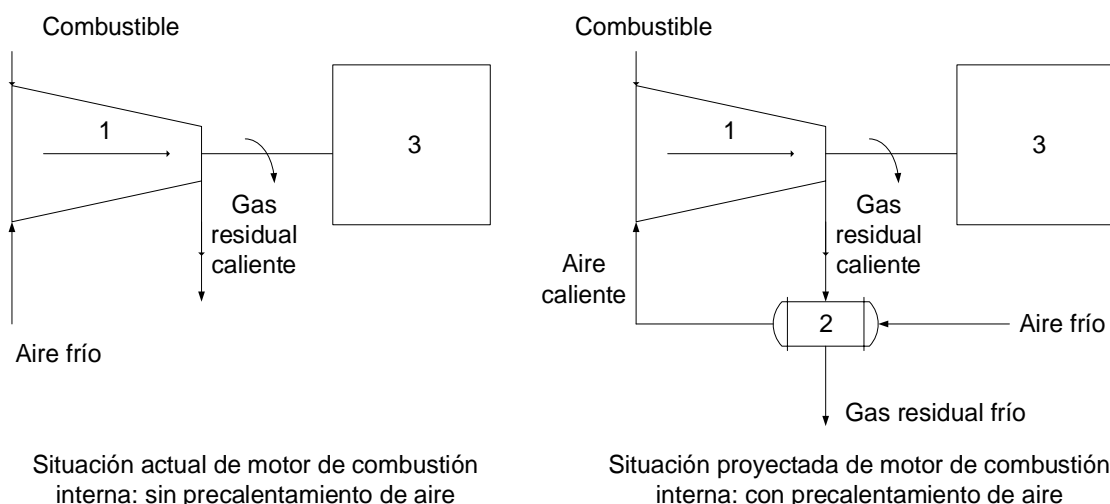 Combustible
1
3
Gas
residual
caliente
Aire frío
Situación actual de motor de combustión
interna: sin precalentamiento de aire
Combustible
1
3
Gas
residual
caliente
Aire
caliente
2
Aire frío
Gas residual frío
Situación proyectada de motor de combustión
interna: con precalentamiento de aire